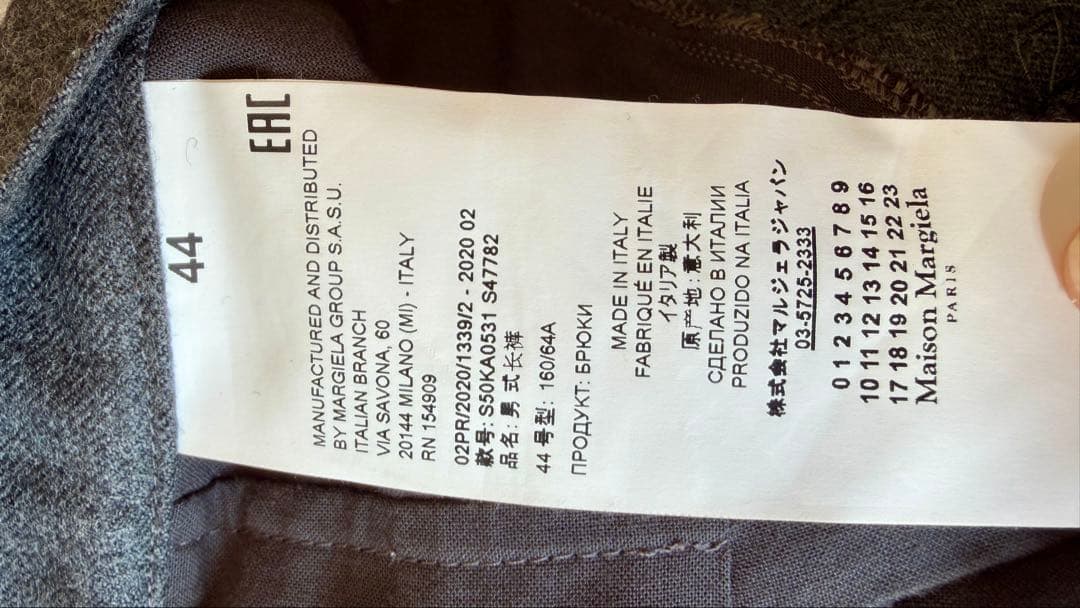 44
EAC
MANUFACTURED AND DISTRIBUTED
BY MARGIELA GROUP S.A.S.U.
ITALIAN BRANCH
VIA SAVONA, 60
20144 MILANO (MI) - ITALY
RN 154909
02PR/2020/1339/2 - 2020 02
款号: S50KA0531 S47782
品名: 男式长裤
44 号型: 160/64A
ПРОДУКТ: БРЮКИ
MADE IN ITALY
FABRIQUÉ EN ITALIE
イタリア製
原产地: 意大利
СДЕЛАНО В ИТАЛИИ
PRODUZIDO NA ITALIA
株式会社マルジェラジャパン
03-5725-2333
0 1 2 3 4 5 6 7 8 9
10 11 12 13 14 15 16
17 18 19 20 21 22 23
Maison Margiela
PARIS